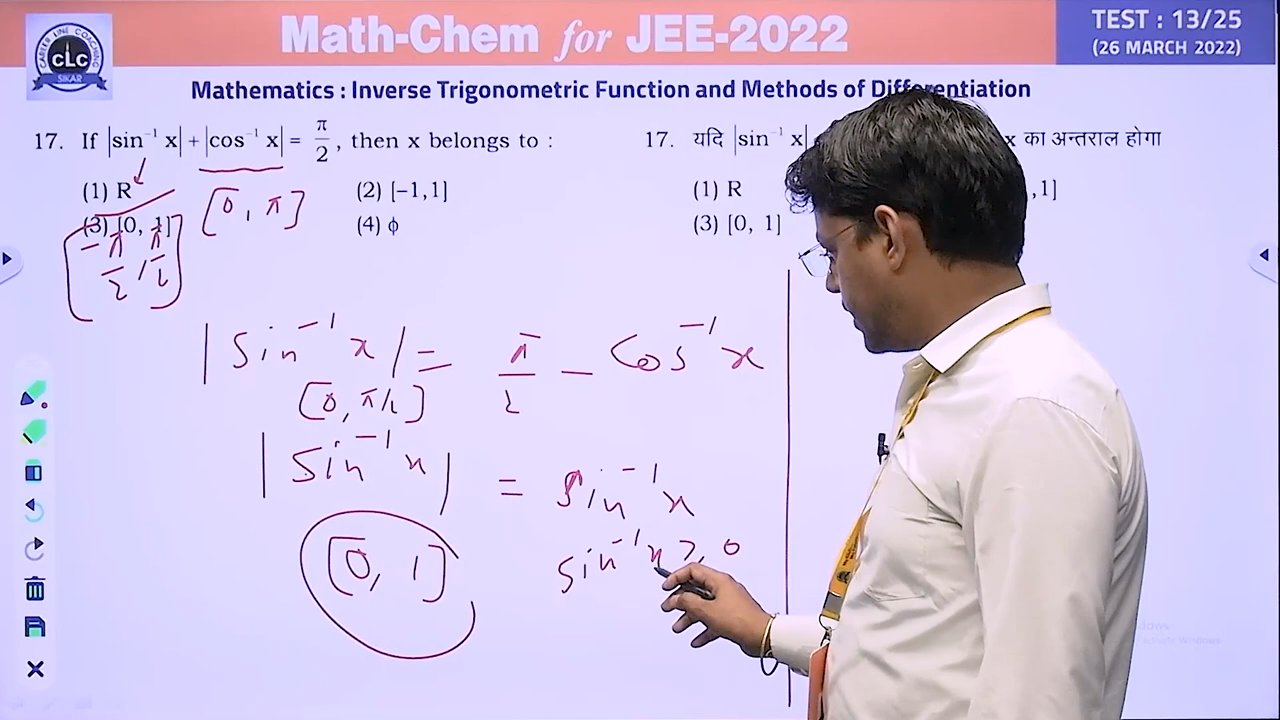 CAREER LINE COACHING
CLC
SIKAR
Math-Chem for JEE-2022
TEST : 13/25
(26 MARCH 2022)
Mathematics : Inverse Trigonometric Function and Methods of Differentiation
17. If |sin⁻¹ x| + |cos⁻¹ x| = π/2, then x belongs to :
(1) R
(2) [−1,1]
(3) [0, 1]
(4) ϕ
[0, π]
[−π/2, π/2]
17. यदि |sin⁻¹ x| x का अन्तराल होगा
(1) R
,1]
(3) [0, 1]
|sin⁻¹ x| = π/2 − cos⁻¹ x
[0, π/2]
|sin⁻¹ x| = sin⁻¹ x
[0, 1]
sin⁻¹ x ≥ 0